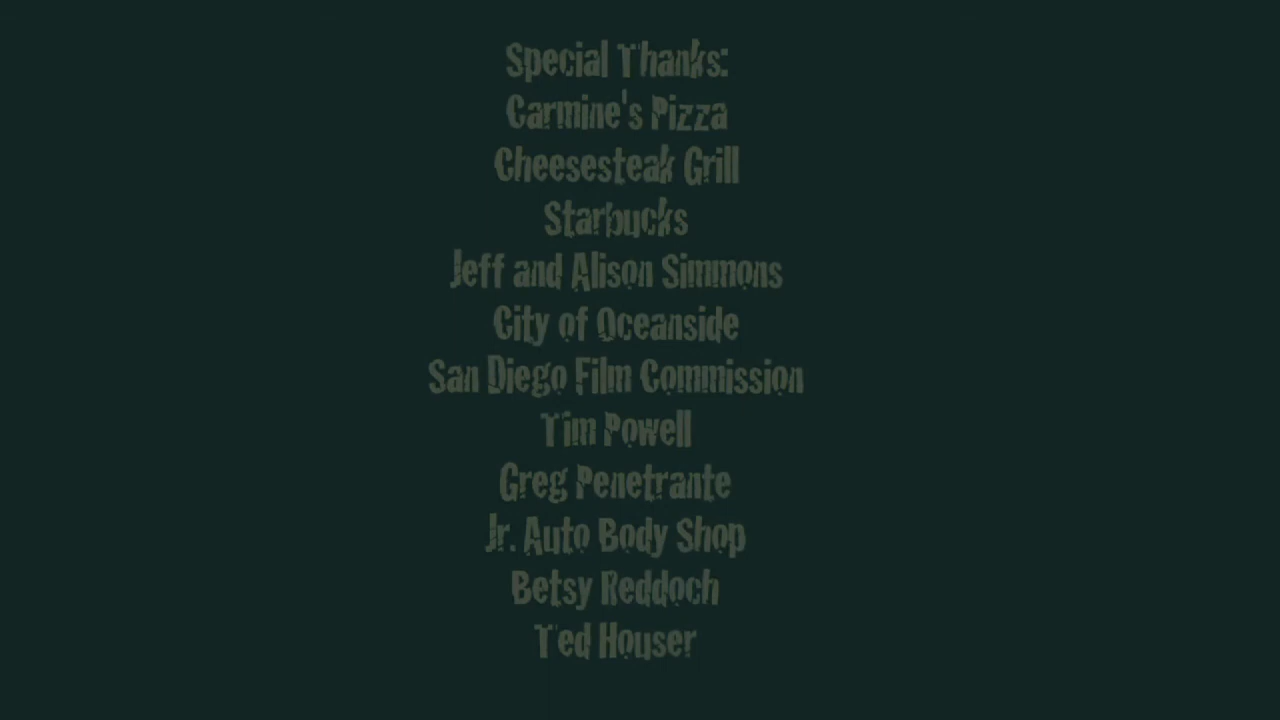 Special Thanks:
Carmine's Pizza
Cheesesteak Grill
Starbucks
Jeff and Alison Simmons
City of Oceanside
San Diego Film Commission
Tim Powell
Greg Penetrante
Jr. Auto Body Shop
Betsy Reddoch
Ted Houser